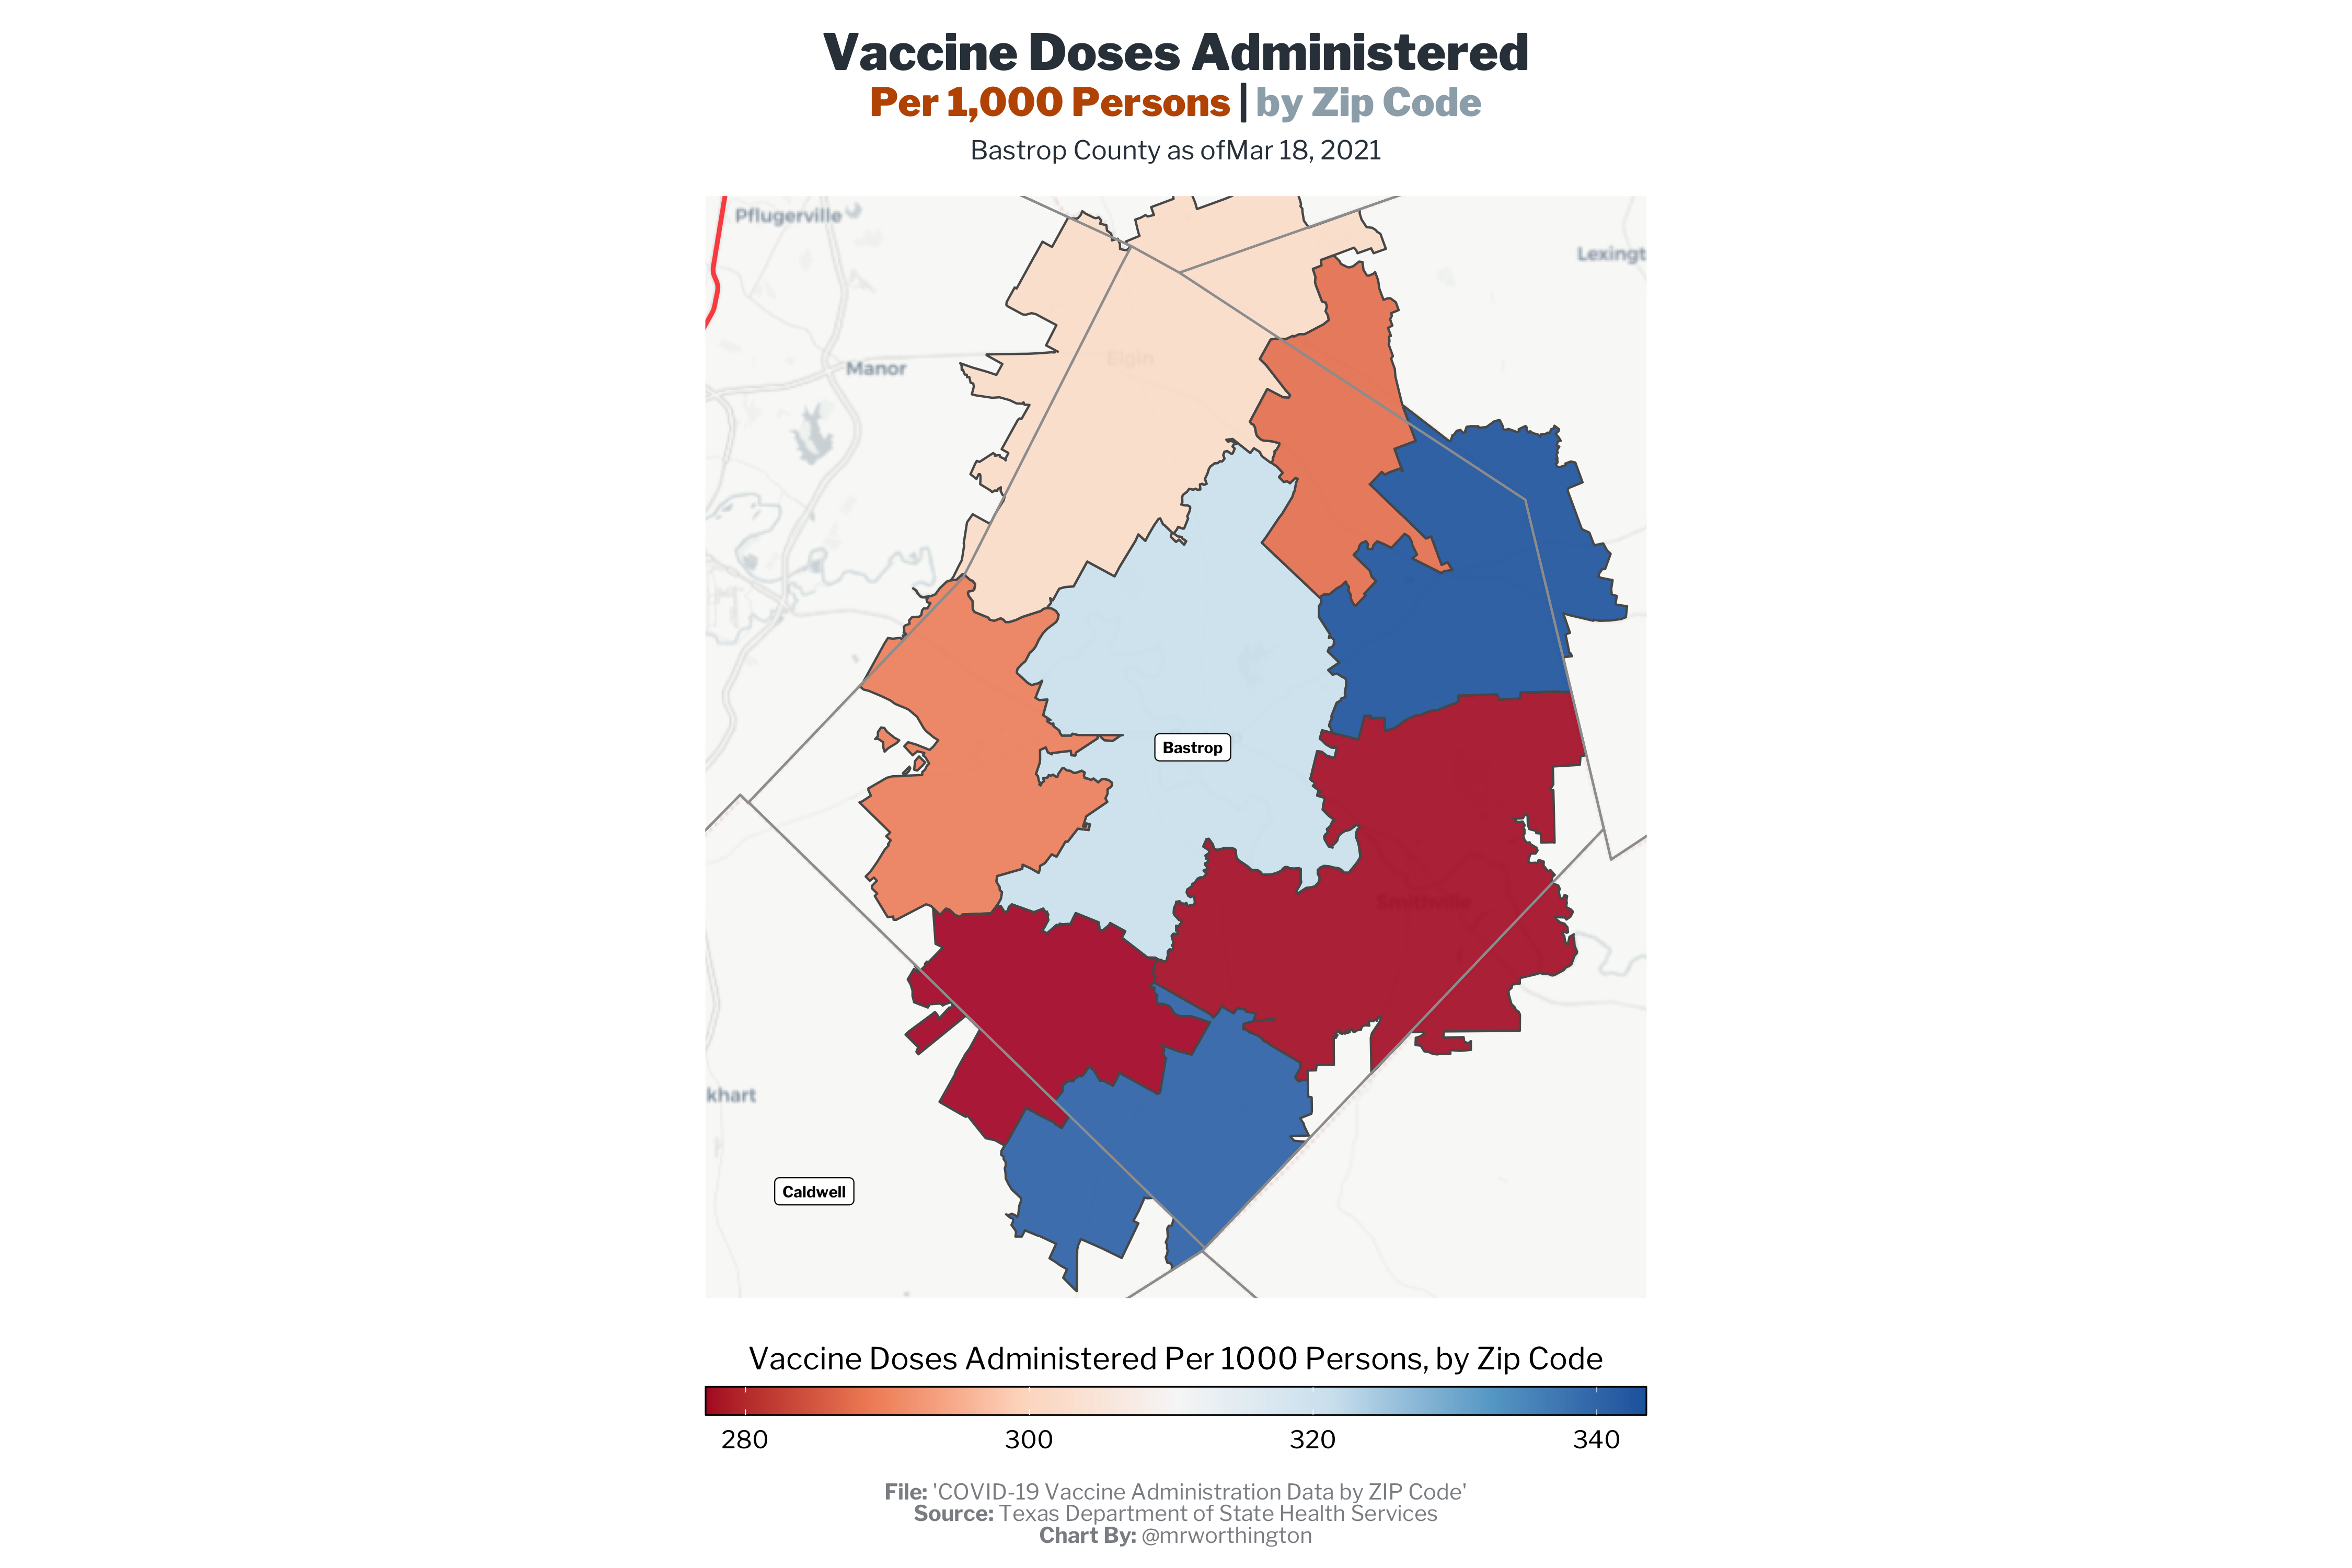 Vaccine Doses Administered
Per 1,000 Persons | by Zip Code
Bastrop County as ofMar 18, 2021
Pflugerville
Lexingt
Elgin
Manor
Bastrop
Smithville
khart
Caldwell
Vaccine Doses Administered Per 1000 Persons, by Zip Code
280 300 320 340
File: 'COVID-19 Vaccine Administration Data by ZIP Code'
Source: Texas Department of State Health Services
Chart By: @mrworthington